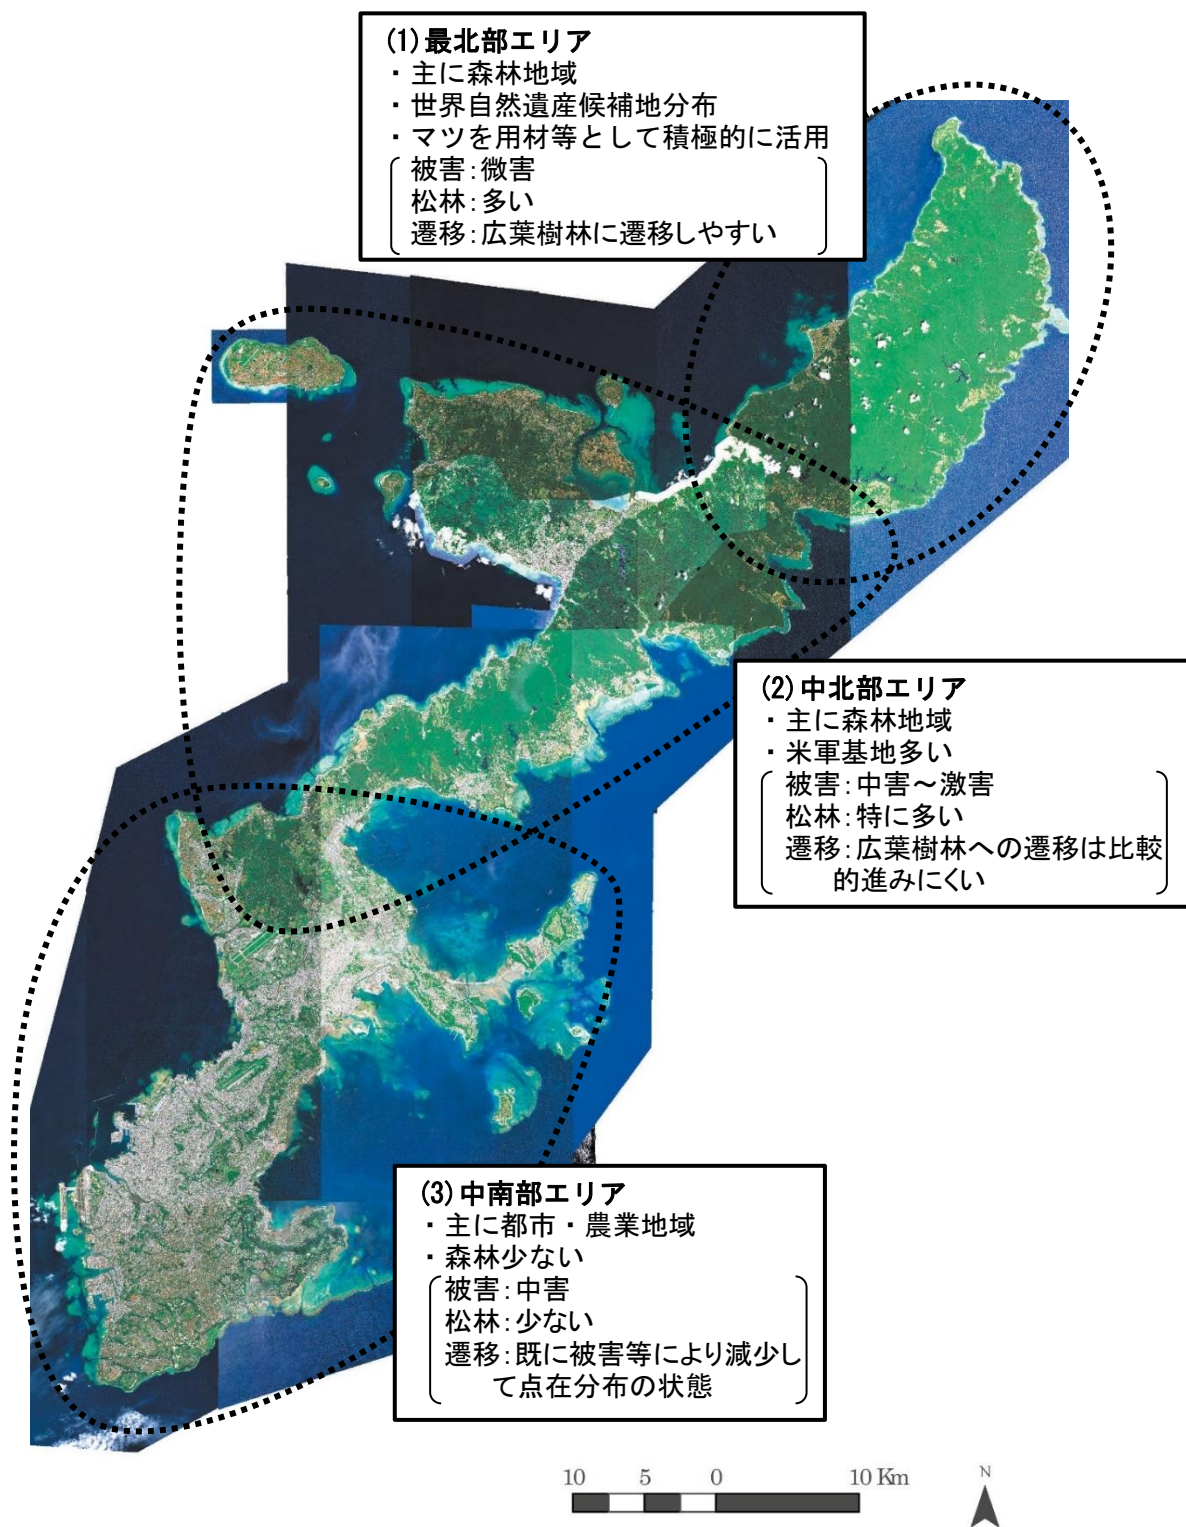 (1)最北部エリア
・主に森林地域
・世界自然遺産候補地分布
・マツを用材等として積極的に活用
被害:微害
松林:多い
遷移:広葉樹林に遷移しやすい
(2)中北部エリア
・主に森林地域
・米軍基地多い
被害:中害～激害
松林:特に多い
遷移:広葉樹林への遷移は比較
的進みにくい
(3)中南部エリア
・主に都市・農業地域
・森林少ない
被害:中害
松林:少ない
遷移:既に被害等により減少し
て点在分布の状態
10 5 0 10 Km
N